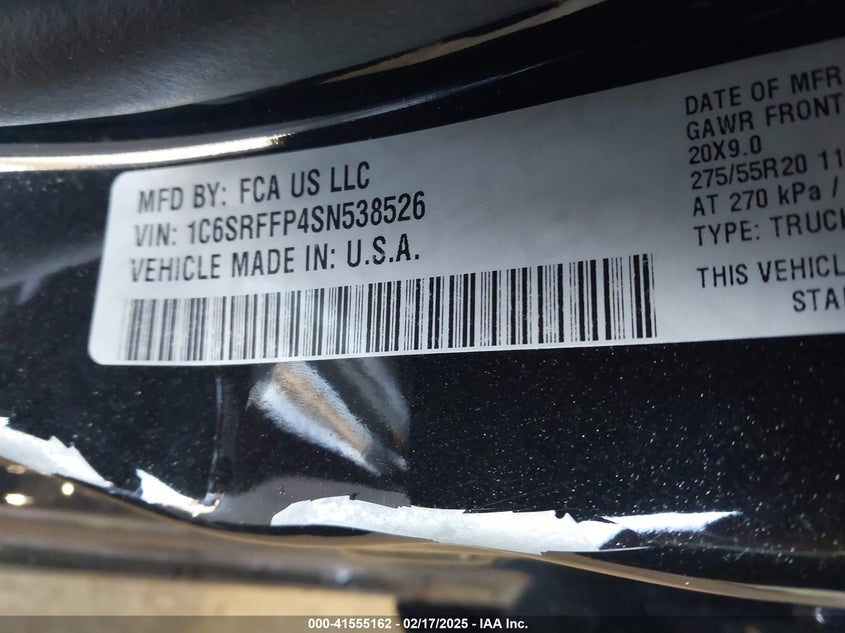 MFD BY: FCA US LLC
VIN: 1C6SRFFP4SN538526
VEHICLE MADE IN: U.S.A.
DATE OF MFR
GAWR FRONT
20X9.0
275/55R20 11
AT 270 kPa /
TYPE: TRUCK
THIS VEHICL
STA
000-41555162 - 02/17/2025 - IAA Inc.